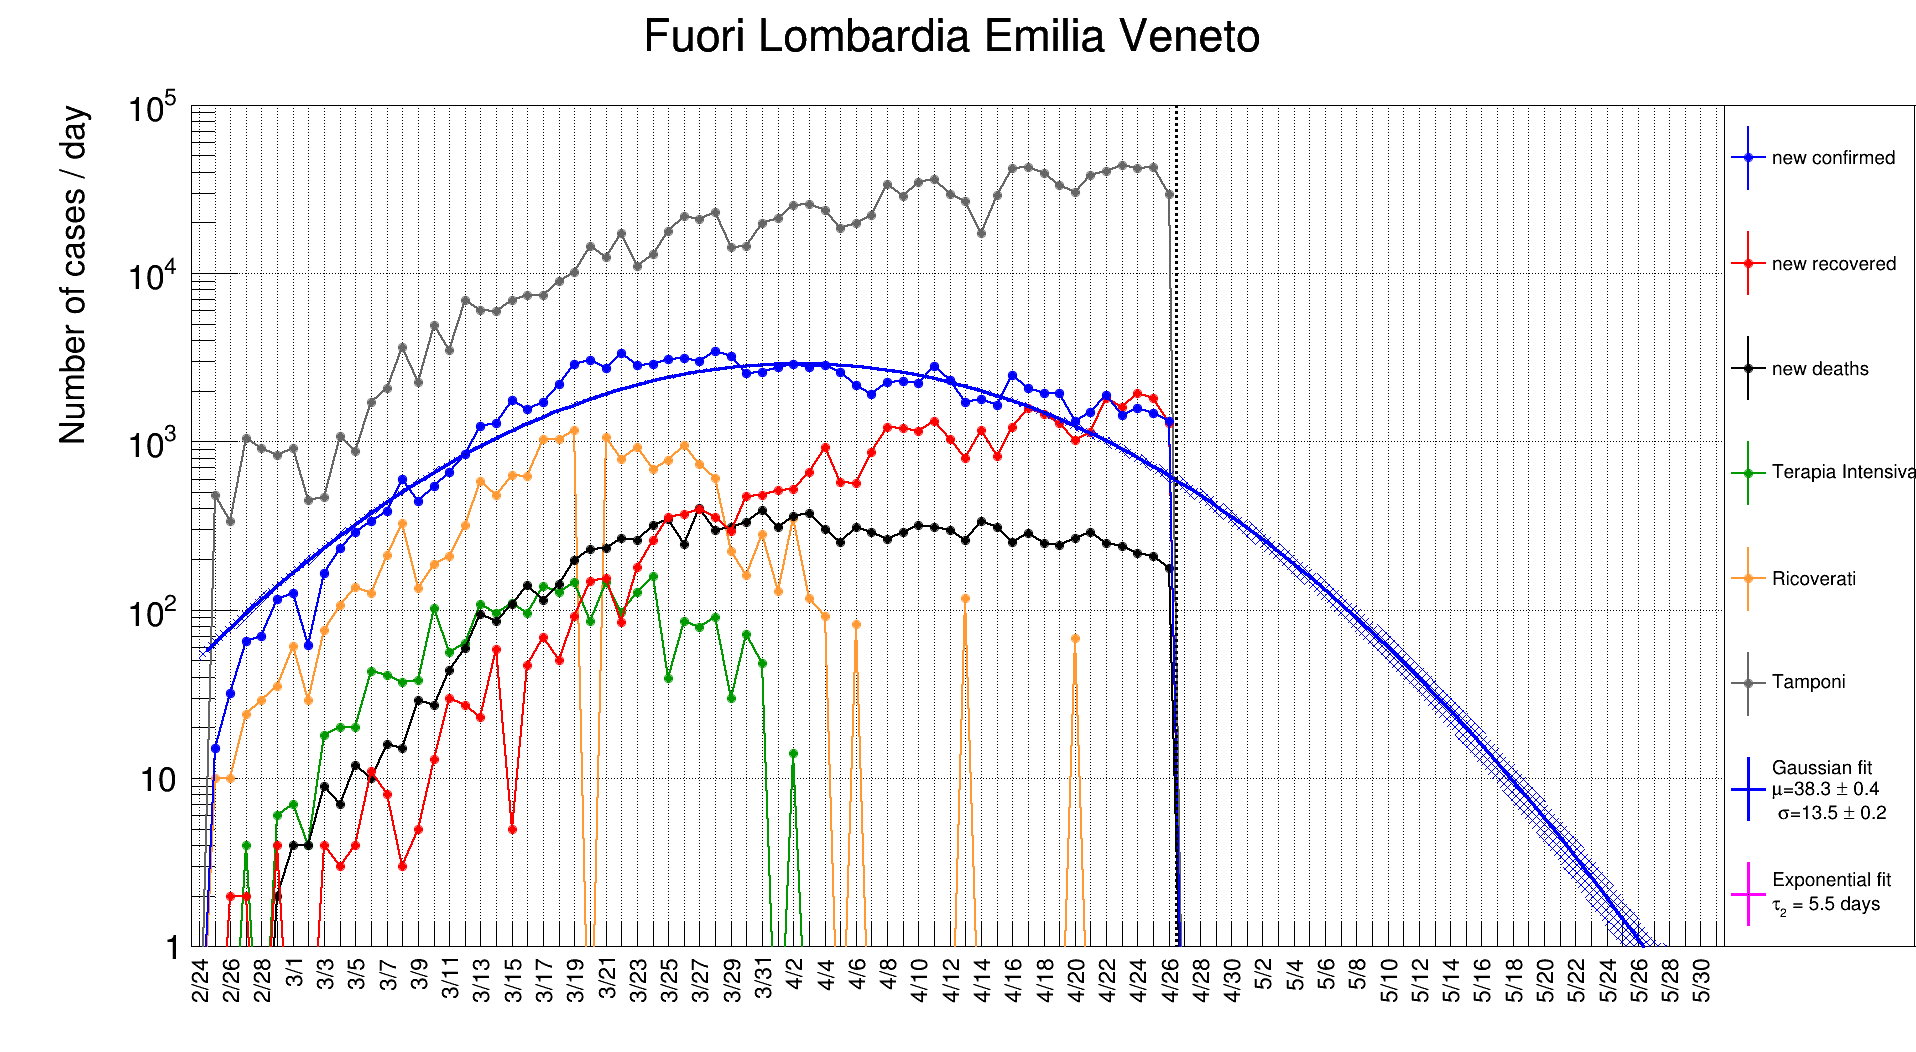 Fuori Lombardia Emilia Veneto
Number of cases / day
10^5
10^4
10^3
10^2
10
1
2/24 2/26 2/28 3/1 3/3 3/5 3/7 3/9 3/11 3/13 3/15 3/17 3/19 3/21 3/23 3/25 3/27 3/29 3/31 4/2 4/4 4/6 4/8 4/10 4/12 4/14 4/16 4/18 4/20 4/22 4/24 4/26 4/28 4/30 5/2 5/4 5/6 5/8 5/10 5/12 5/14 5/16 5/18 5/20 5/22 5/24 5/26 5/28 5/30
new confirmed
new recovered
new deaths
Terapia Intensiva
Ricoverati
Tamponi
Gaussian fit
μ=38.3 ± 0.4
σ=13.5 ± 0.2
Exponential fit
τ₂ = 5.5 days